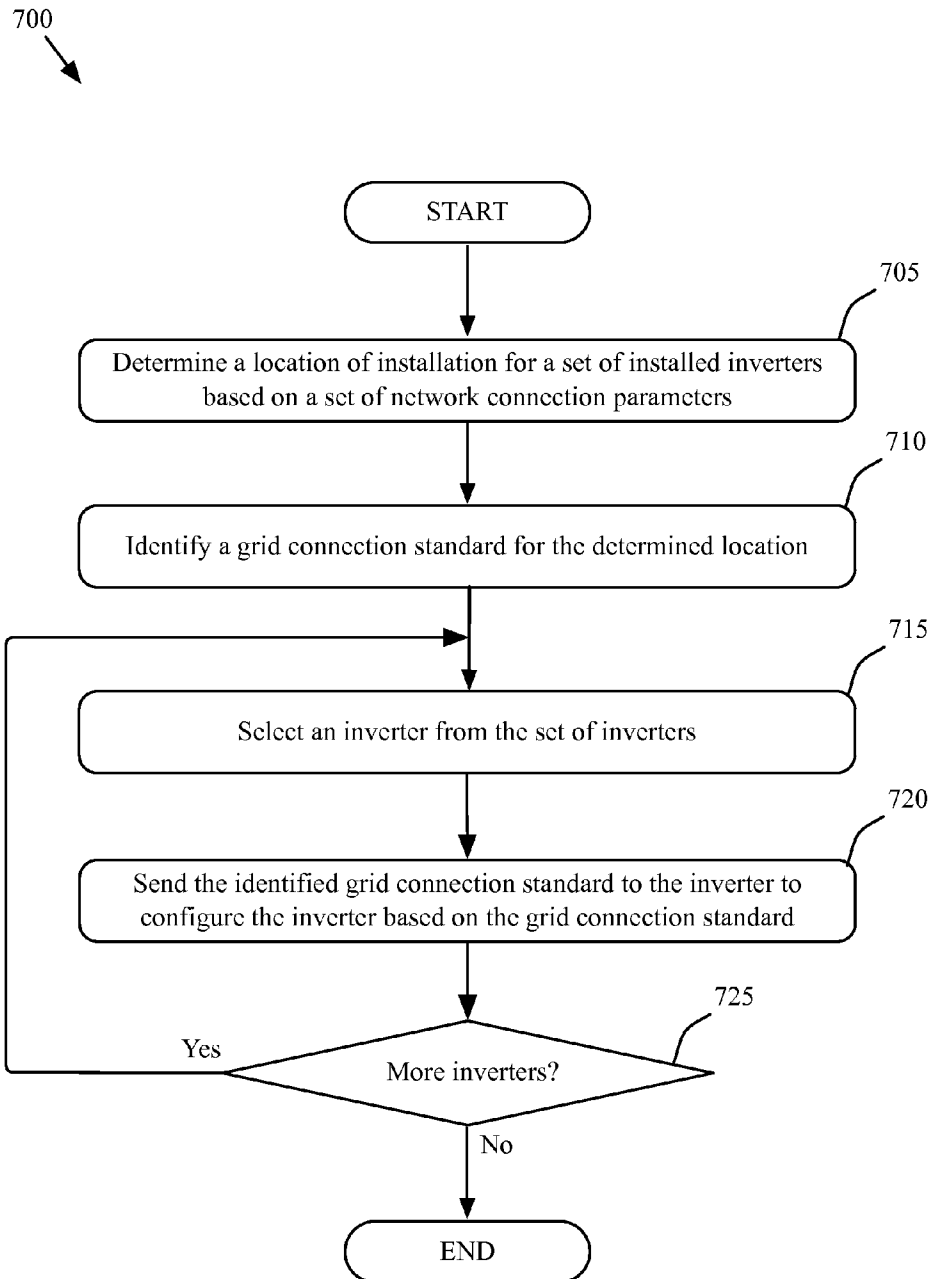 700
START
705
Determine a location of installation for a set of installed inverters
based on a set of network connection parameters
710
Identify a grid connection standard for the determined location
715
Select an inverter from the set of inverters
720
Send the identified grid connection standard to the inverter to
configure the inverter based on the grid connection standard
725
Yes
More inverters?
No
END